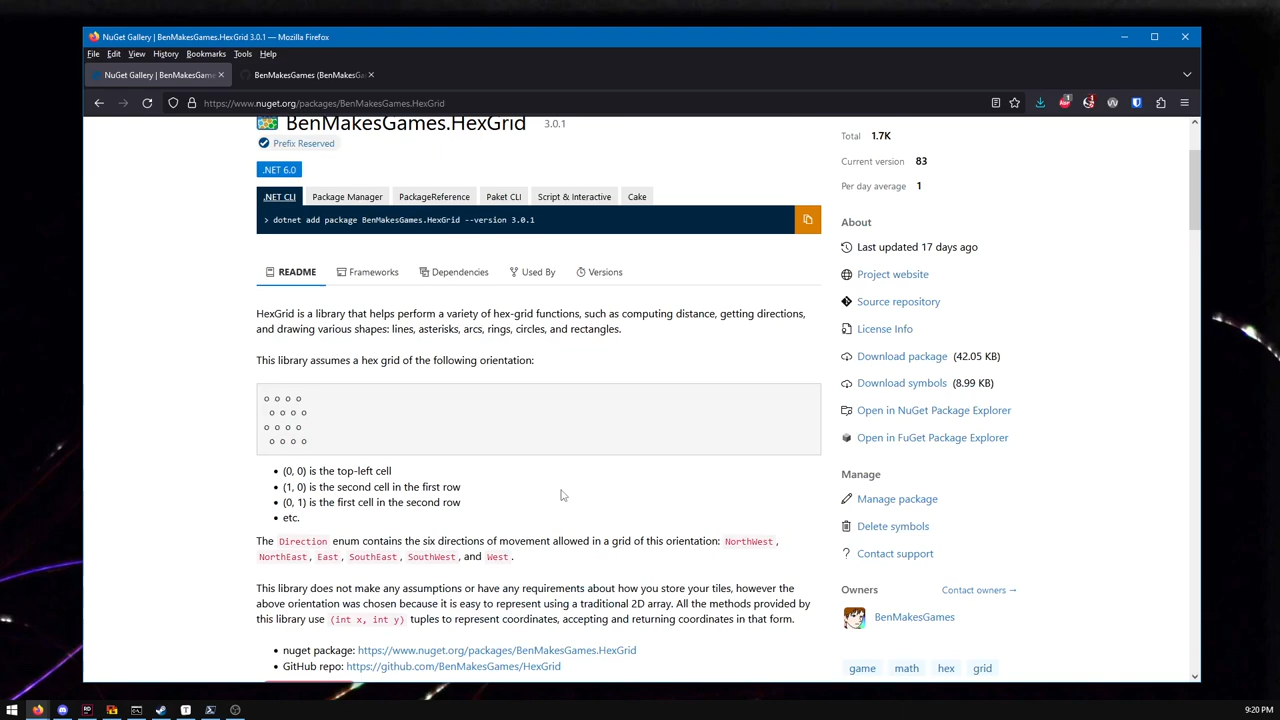 NuGet Gallery | BenMakesGames.HexGrid 3.0.1 — Mozilla Firefox
File Edit View History Bookmarks Tools Help
NuGet Gallery | BenMakesGame
BenMakesGames (BenMakesG
https://www.nuget.org/packages/BenMakesGames.HexGrid
1
1
BenMakesGames.HexGrid 3.0.1
Prefix Reserved
.NET 6.0
.NET CLI Package Manager PackageReference Paket CLI Script & Interactive Cake
> dotnet add package BenMakesGames.HexGrid --version 3.0.1
README Frameworks Dependencies Used By Versions
HexGrid is a library that helps perform a variety of hex-grid functions, such as computing distance, getting directions,
and drawing various shapes: lines, asterisks, arcs, rings, circles, and rectangles.
This library assumes a hex grid of the following orientation:
o o o o
o o o o
o o o o
o o o o
• (0, 0) is the top-left cell
• (1, 0) is the second cell in the first row
• (0, 1) is the first cell in the second row
• etc.
The Direction enum contains the six directions of movement allowed in a grid of this orientation: NorthWest,
NorthEast, East, SouthEast, SouthWest, and West.
This library does not make any assumptions or have any requirements about how you store your tiles, however the
above orientation was chosen because it is easy to represent using a traditional 2D array. All the methods provided by
this library use (int x, int y) tuples to represent coordinates, accepting and returning coordinates in that form.
• nuget package: https://www.nuget.org/packages/BenMakesGames.HexGrid
• GitHub repo: https://github.com/BenMakesGames/HexGrid
Total 1.7K
Current version 83
Per day average 1
About
Last updated 17 days ago
Project website
Source repository
License Info
Download package (42.05 KB)
Download symbols (8.99 KB)
Open in NuGet Package Explorer
Open in FuGet Package Explorer
Manage
Manage package
Delete symbols
Contact support
Owners Contact owners →
BenMakesGames
game math hex grid
9:20 PM